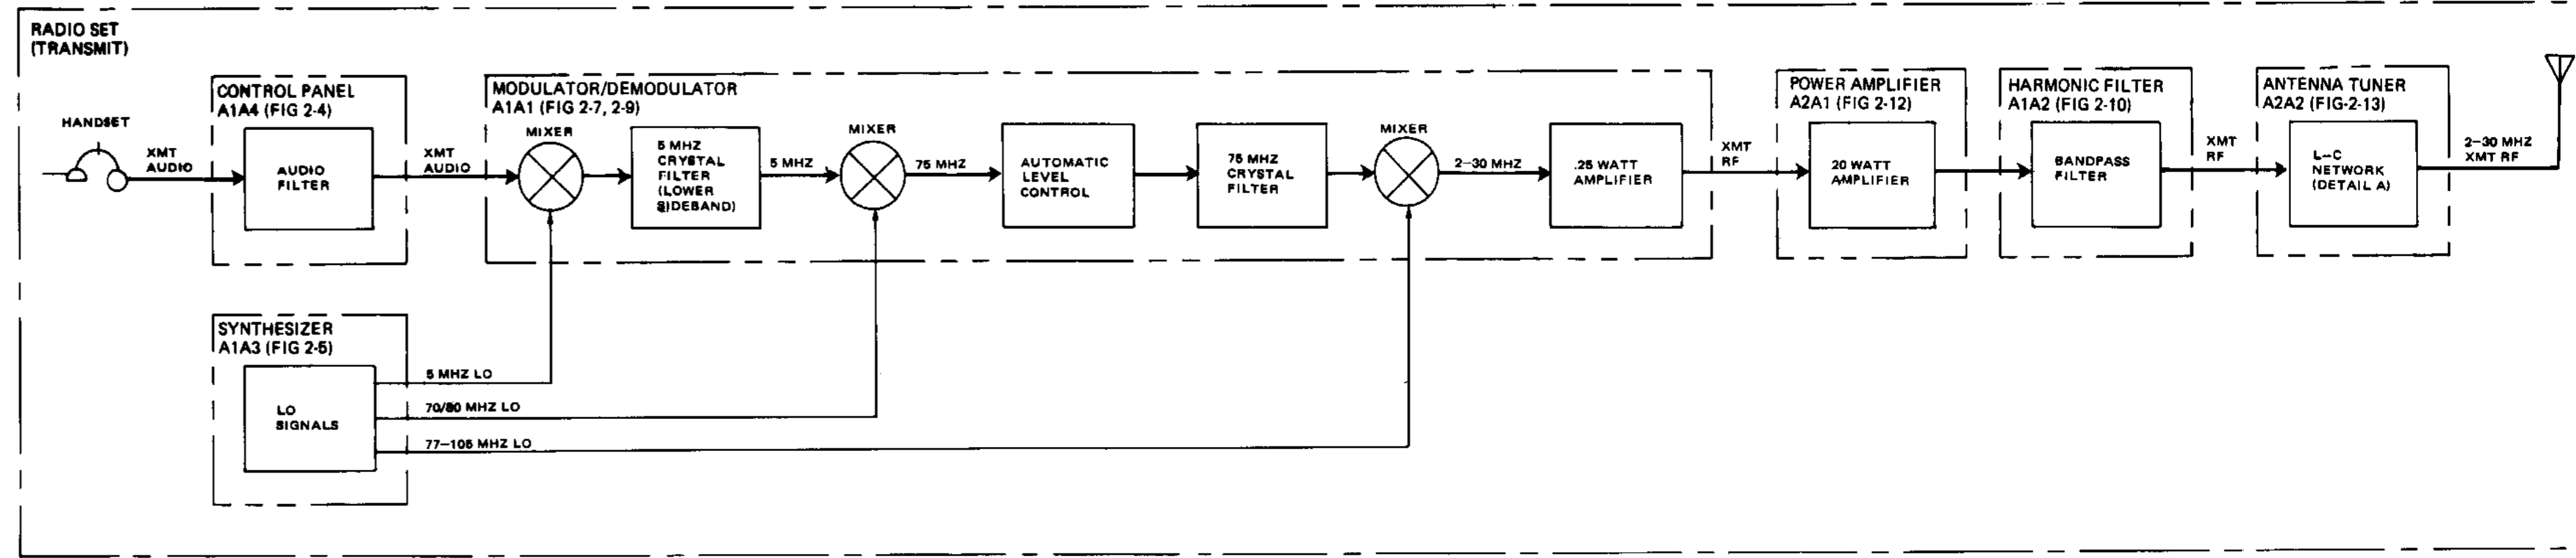 RADIO SET
(TRANSMIT)
HANDSET
XMT
AUDIO
CONTROL PANEL
A1A4 (FIG 2-4)
AUDIO
FILTER
XMT
AUDIO
MODULATOR/DEMODULATOR
A1A1 (FIG 2-7, 2-9)
MIXER
5 MHZ
CRYSTAL
FILTER
(LOWER
SIDEBAND)
5 MHZ
MIXER
75 MHZ
AUTOMATIC
LEVEL
CONTROL
75 MHZ
CRYSTAL
FILTER
MIXER
2-30 MHZ
.25 WATT
AMPLIFIER
XMT
RF
POWER AMPLIFIER
A2A1 (FIG 2-12)
20 WATT
AMPLIFIER
HARMONIC FILTER
A1A2 (FIG 2-10)
BANDPASS
FILTER
XMT
RF
ANTENNA TUNER
A2A2 (FIG-2-13)
L-C
NETWORK
(DETAIL A)
2-30 MHZ
XMT RF
SYNTHESIZER
A1A3 (FIG 2-5)
LO
SIGNALS
5 MHZ LO
70/80 MHZ LO
77-105 MHZ LO